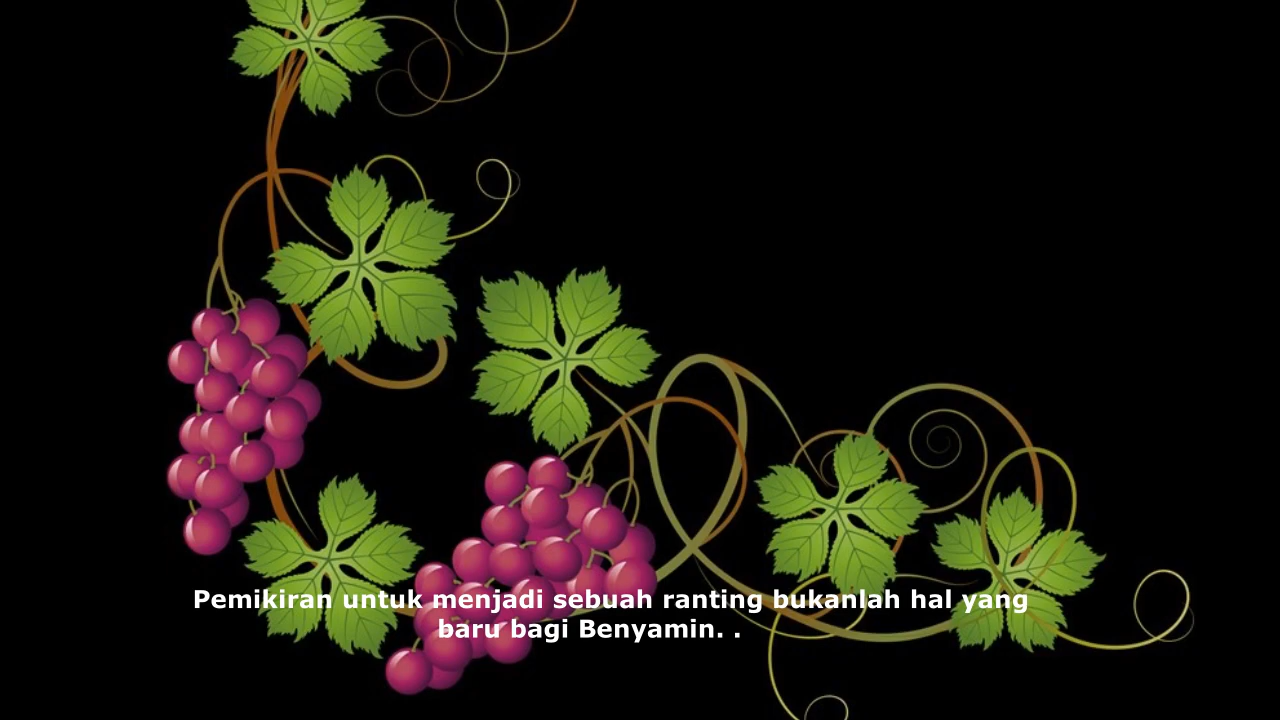 Pemikiran untuk menjadi sebuah ranting bukanlah hal yang
baru bagi Benyamin. .